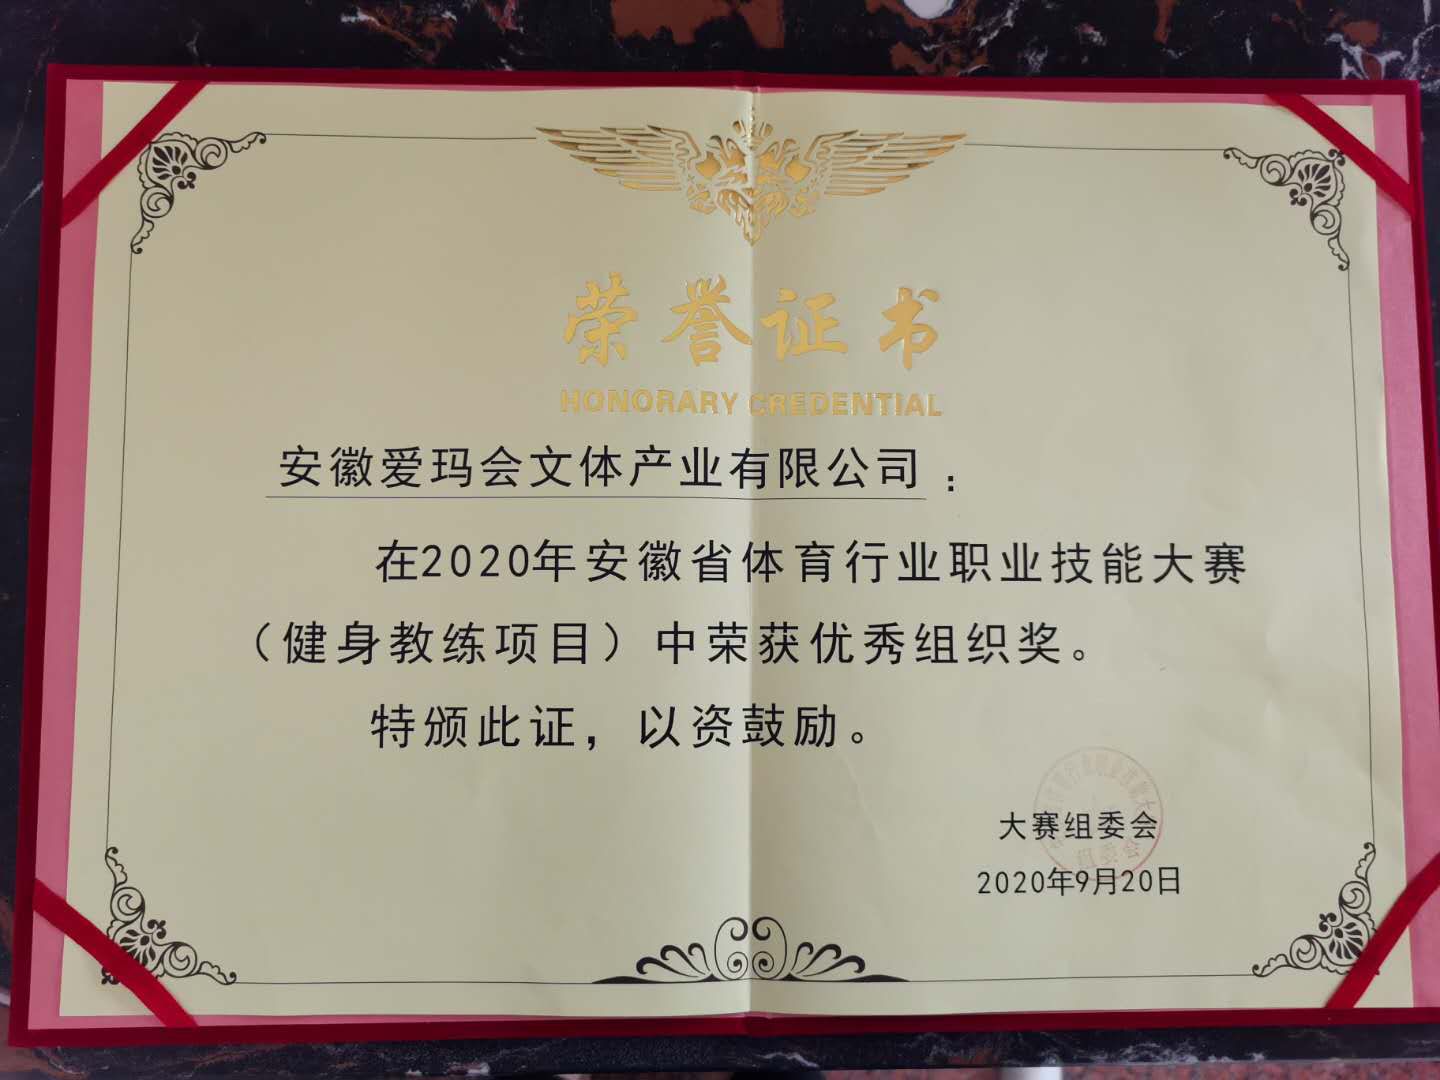 荣誉证书
HONORARY CREDENTIAL
安徽爱玛会文体产业有限公司：
在2020年安徽省体育行业职业技能大赛
（健身教练项目）中荣获优秀组织奖。
特颁此证，以资鼓励。
大赛组委会
2020年9月20日